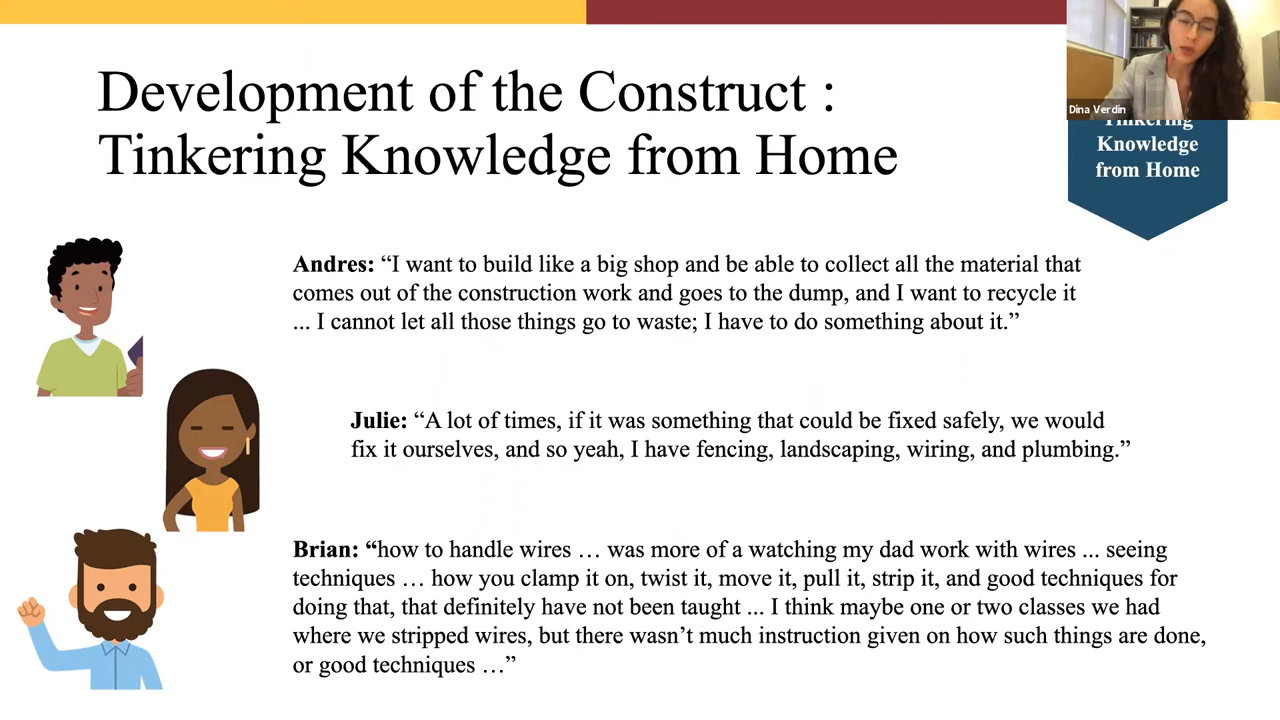 Development of the Construct :
Tinkering Knowledge from Home
Dina Verdin
Tinkering
Knowledge
from Home
Andres: “I want to build like a big shop and be able to collect all the material that
comes out of the construction work and goes to the dump, and I want to recycle it
... I cannot let all those things go to waste; I have to do something about it.”
Julie: “A lot of times, if it was something that could be fixed safely, we would
fix it ourselves, and so yeah, I have fencing, landscaping, wiring, and plumbing.”
Brian: “how to handle wires … was more of a watching my dad work with wires ... seeing
techniques … how you clamp it on, twist it, move it, pull it, strip it, and good techniques for
doing that, that definitely have not been taught ... I think maybe one or two classes we had
where we stripped wires, but there wasn’t much instruction given on how such things are done,
or good techniques …”